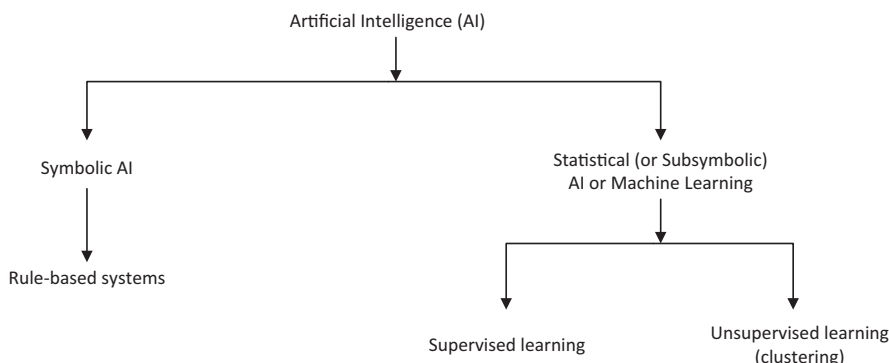 Artificial Intelligence (AI)
Symbolic AI
Statistical (or Subsymbolic)
AI or Machine Learning
Rule-based systems
Supervised learning
Unsupervised learning
(clustering)